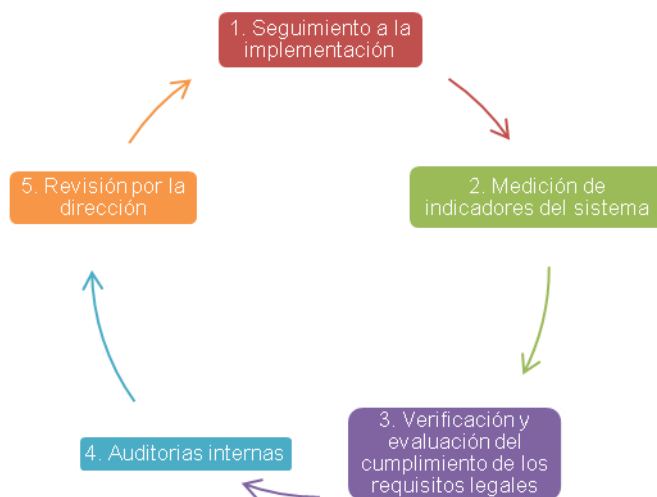 1. Seguimiento a la
implementación
2. Medición de
indicadores del sistema
3. Verificación y
evaluación del
cumplimiento de los
requisitos legales
4. Auditorias internas
5. Revisión por la
dirección